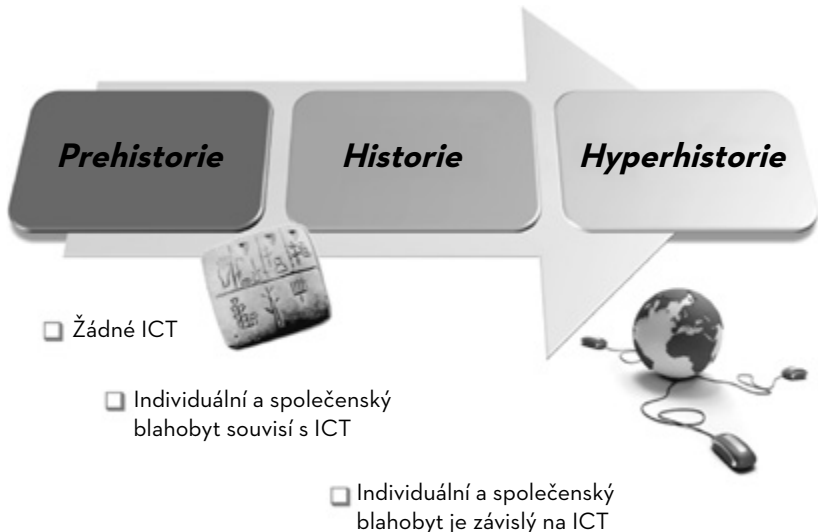 Prehistorie
Historie
Hyperhistorie
Žádné ICT
Individuální a společenský
blahobyt souvisí s ICT
Individuální a společenský
blahobyt je závislý na ICT